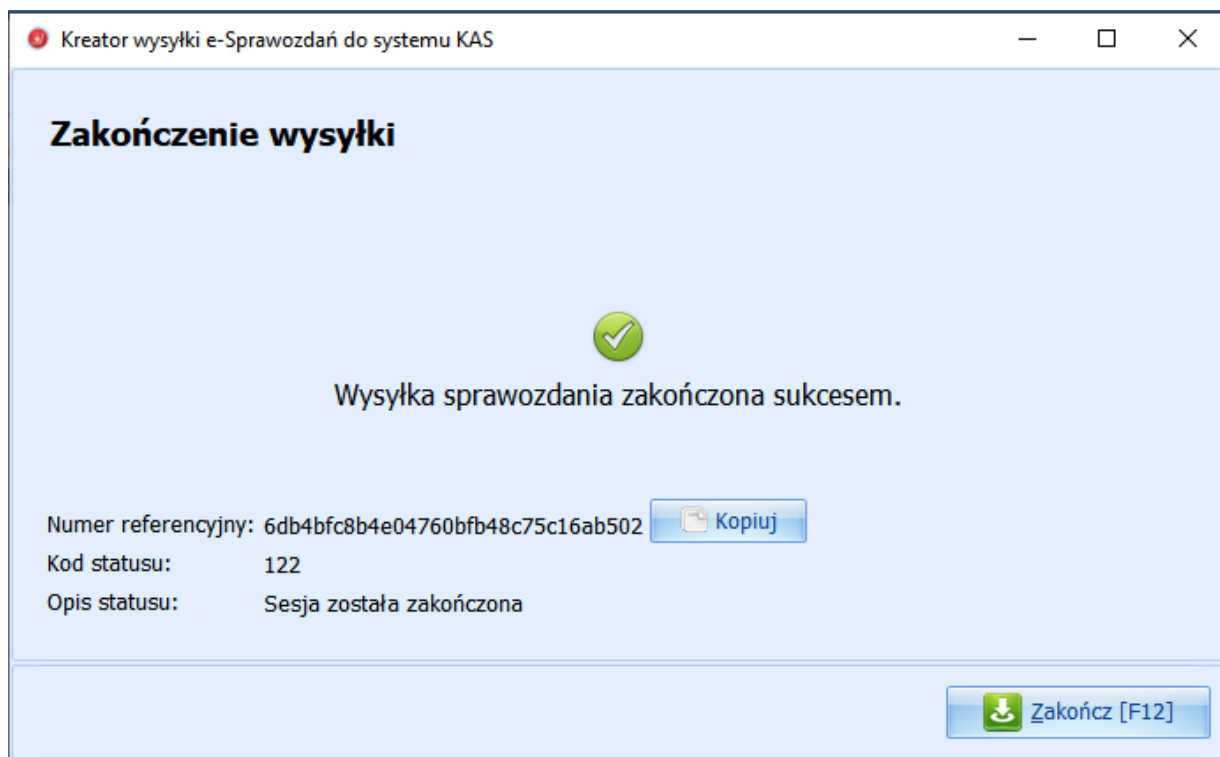 Kreator wysyłki e-Sprawozdań do systemu KAS
Zakończenie wysyłki
Wysyłka sprawozdania zakończona sukcesem.
Numer referencyjny: 6db4bfc8b4e04760bfb48c75c16ab502 Kopiuj
Kod statusu: 122
Opis statusu: Sesja została zakończona
Zakończ [F12]